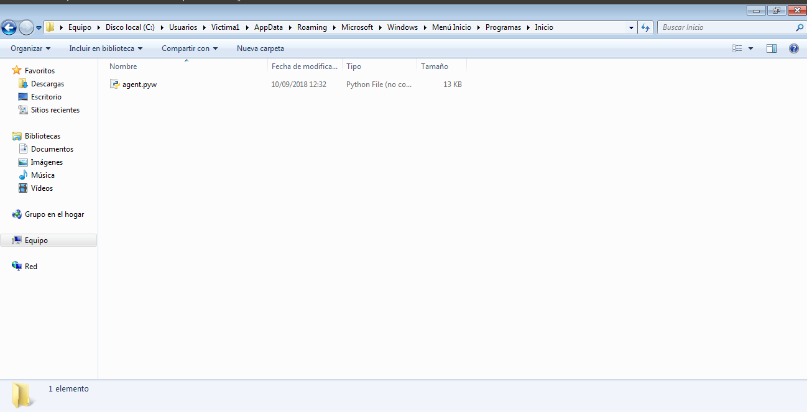 Equipo ▸ Disco local (C:) ▸ Usuarios ▸ Victima1 ▸ AppData ▸ Roaming ▸ Microsoft ▸ Windows ▸ Menú Inicio ▸ Programas ▸ Inicio
Buscar Inicio
Organizar Incluir en biblioteca Compartir con Nueva carpeta
Favoritos
Descargas
Escritorio
Sitios recientes
Bibliotecas
Documentos
Imágenes
Música
Vídeos
Grupo en el hogar
Equipo
Red
Nombre Fecha de modifica... Tipo Tamaño
agent.pyw 10/09/2018 12:32 Python File (no co... 13 KB
1 elemento